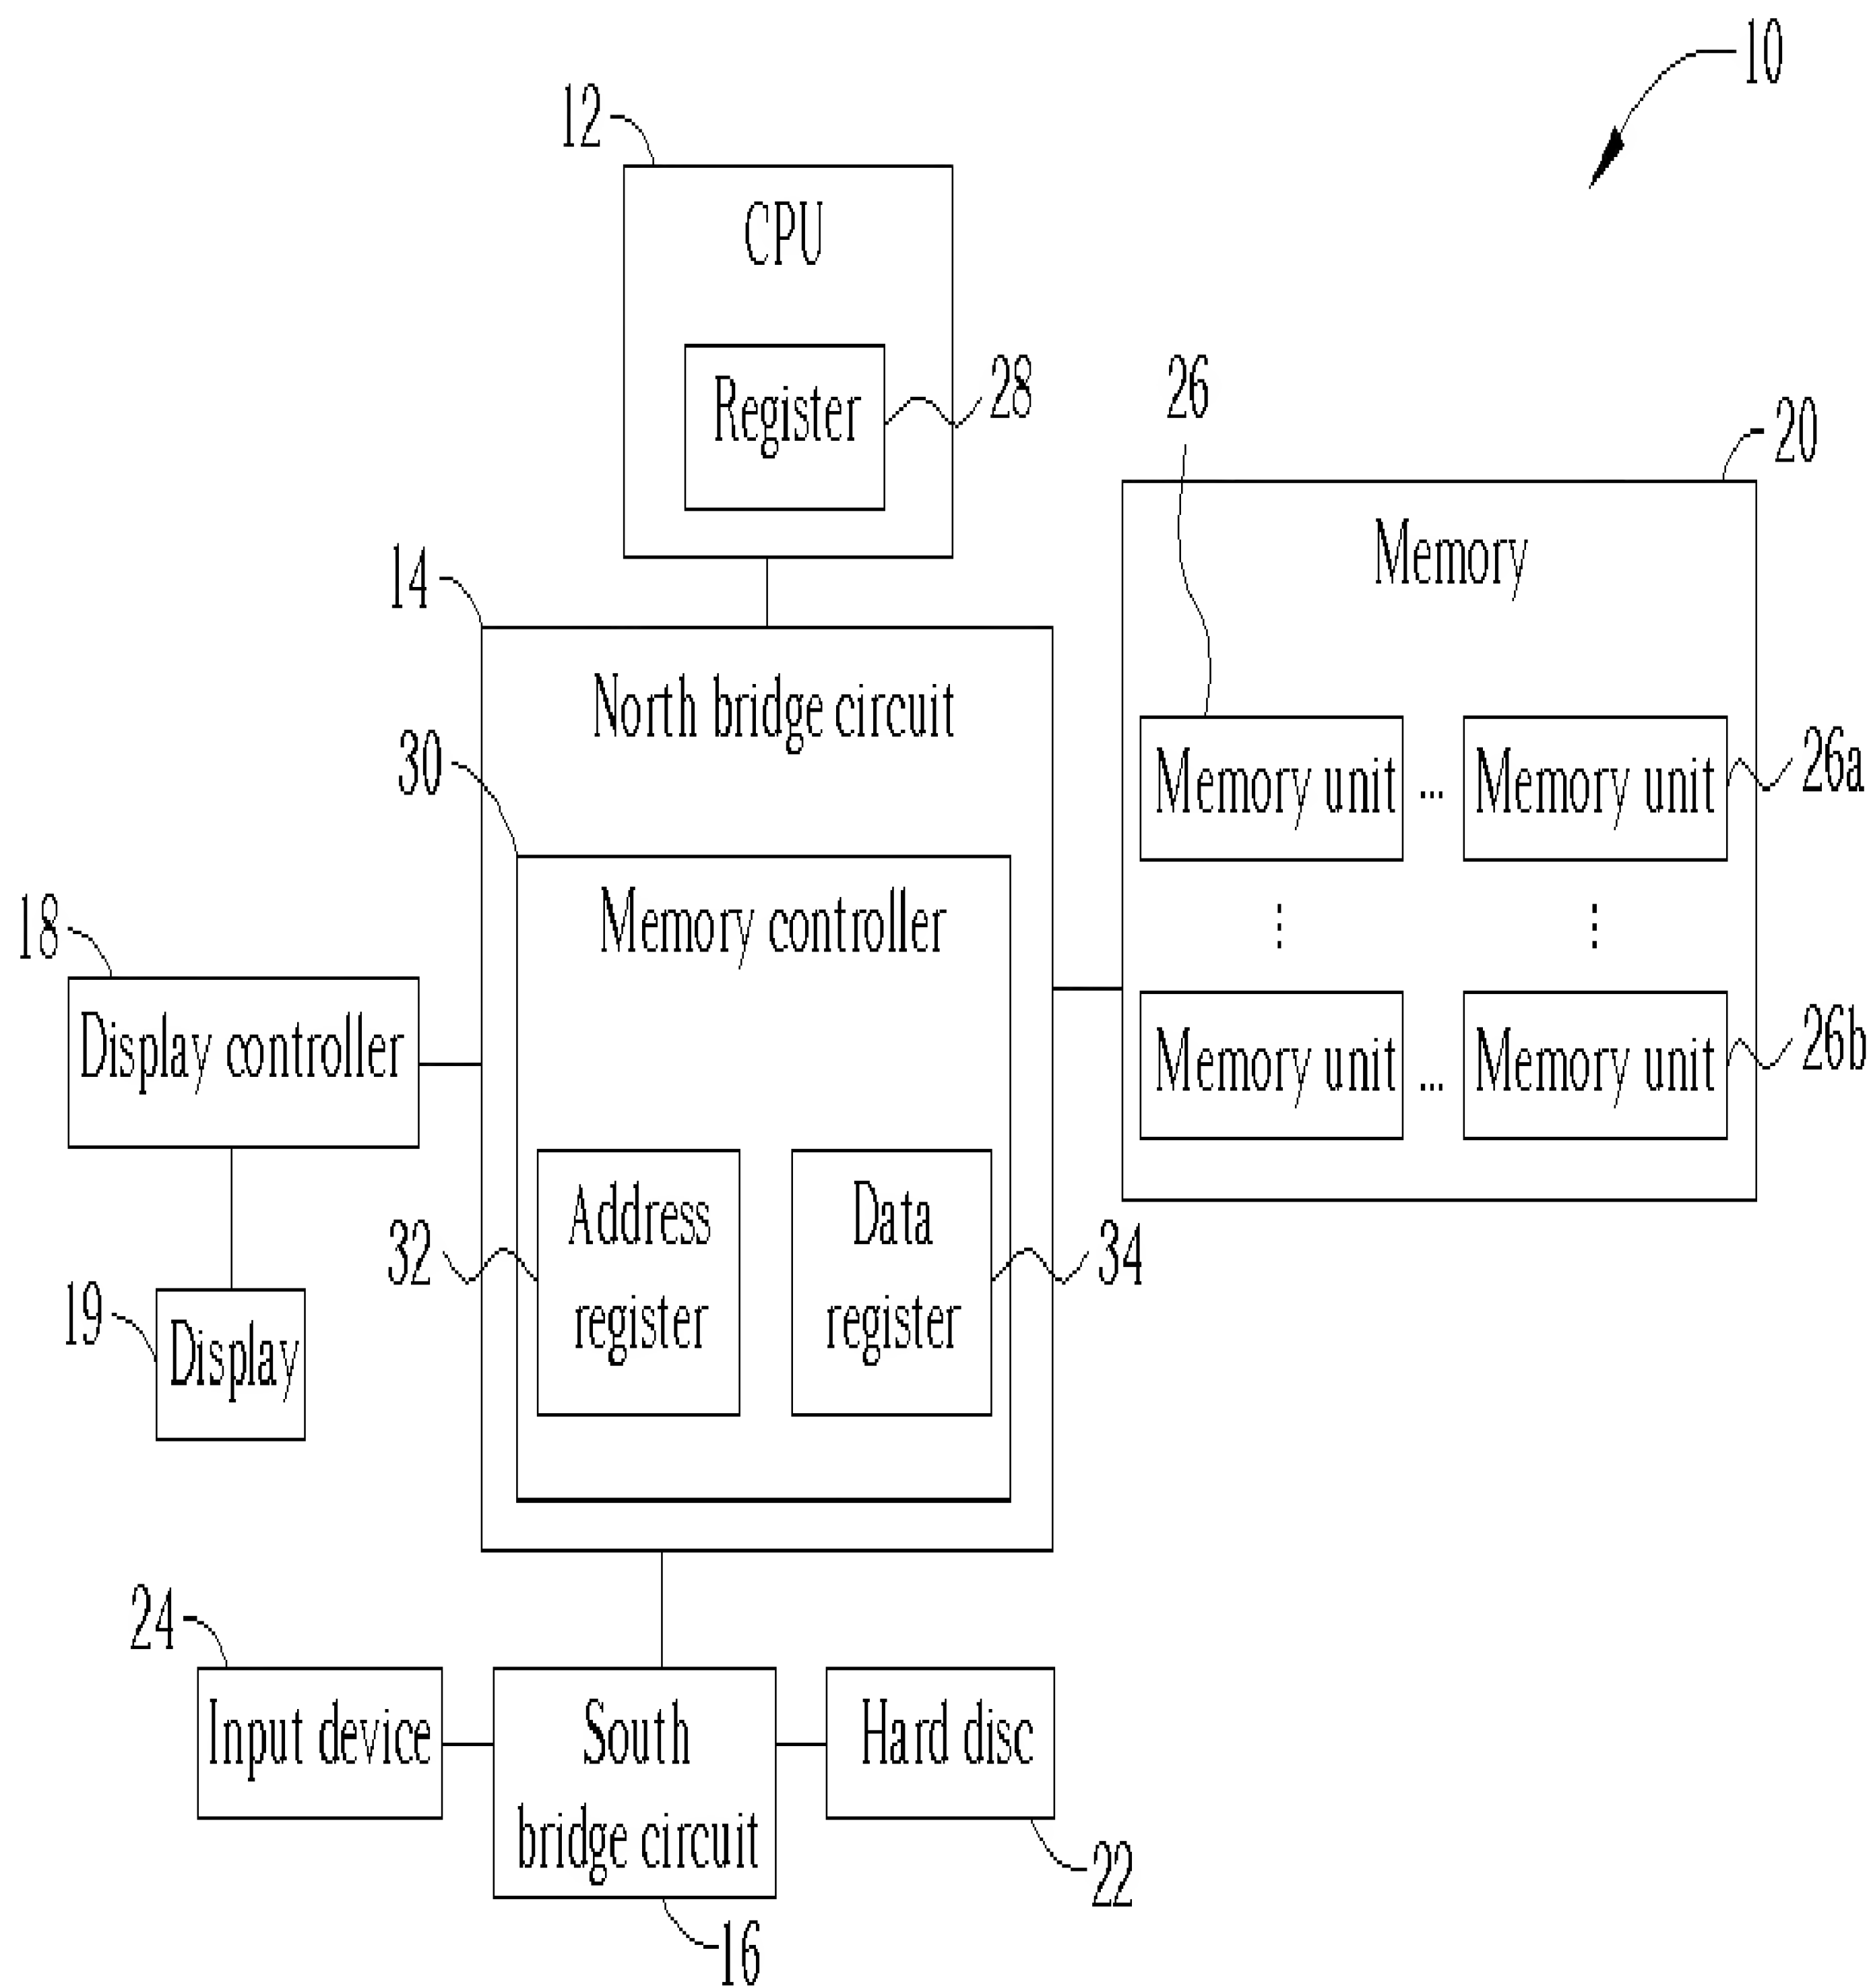 10
12
CPU
Register
28
26
20
Memory
14
North bridge circuit
30
Memory unit ... Memory unit
26a
Memory controller
18
Display controller
Memory unit ... Memory unit
26b
32
Address
register
Data
register
34
19
Display
24
Input device
South
bridge circuit
Hard disc
22
16